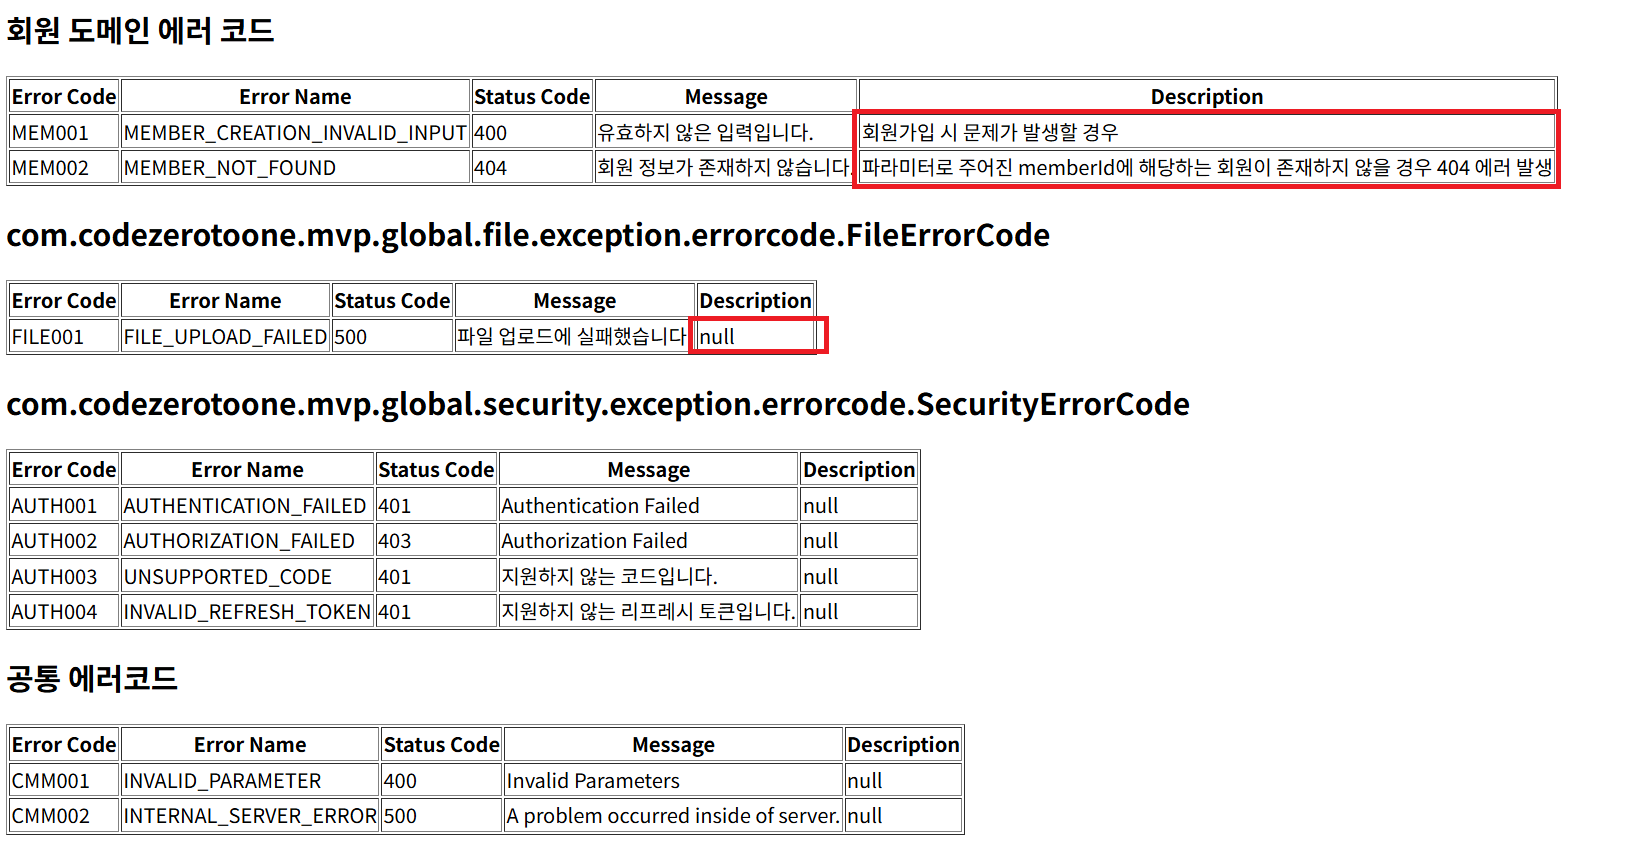 회원 도메인 에러 코드
Error Code Error Name Status Code Message Description
MEM001 MEMBER_CREATION_INVALID_INPUT 400 유효하지 않은 입력입니다. 회원가입 시 문제가 발생할 경우
MEM002 MEMBER_NOT_FOUND 404 회원 정보가 존재하지 않습니다. 파라미터로 주어진 memberId에 해당하는 회원이 존재하지 않을 경우 404 에러 발생
com.codezerotoone.mvp.global.file.exception.errorcode.FileErrorCode
Error Code Error Name Status Code Message Description
FILE001 FILE_UPLOAD_FAILED 500 파일 업로드에 실패했습니다 null
com.codezerotoone.mvp.global.security.exception.errorcode.SecurityErrorCode
Error Code Error Name Status Code Message Description
AUTH001 AUTHENTICATION_FAILED 401 Authentication Failed null
AUTH002 AUTHORIZATION_FAILED 403 Authorization Failed null
AUTH003 UNSUPPORTED_CODE 401 지원하지 않는 코드입니다. null
AUTH004 INVALID_REFRESH_TOKEN 401 지원하지 않는 리프레시 토큰입니다. null
공통 에러코드
Error Code Error Name Status Code Message Description
CMM001 INVALID_PARAMETER 400 Invalid Parameters null
CMM002 INTERNAL_SERVER_ERROR 500 A problem occurred inside of server. null